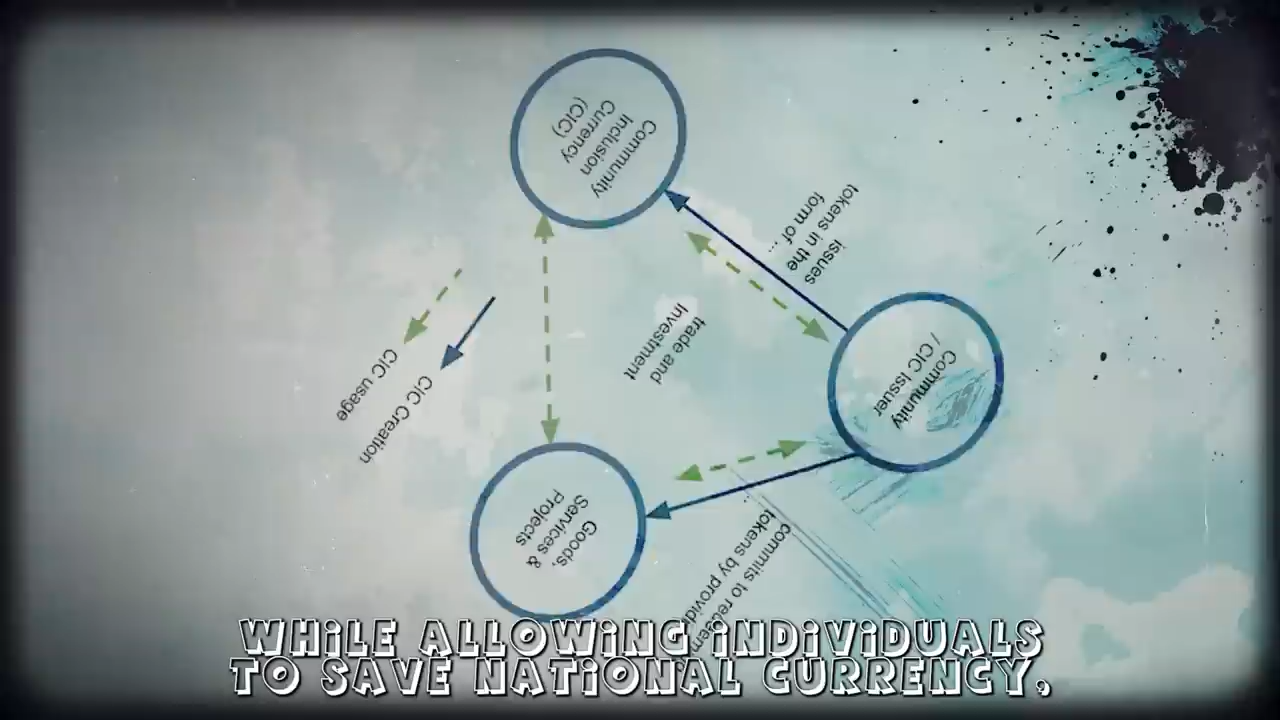 Community
Inclusion
Currency
(CIC)
issues
tokens in the
form of ...
Community
/ CIC Issuer
trade and
Investment
CIC usage
CIC Creation
Goods,
Services &
Projects
commits to redeem
tokens by
WHILE ALLOWING INDIVIDUALS
TO SAVE NATIONAL CURRENCY,